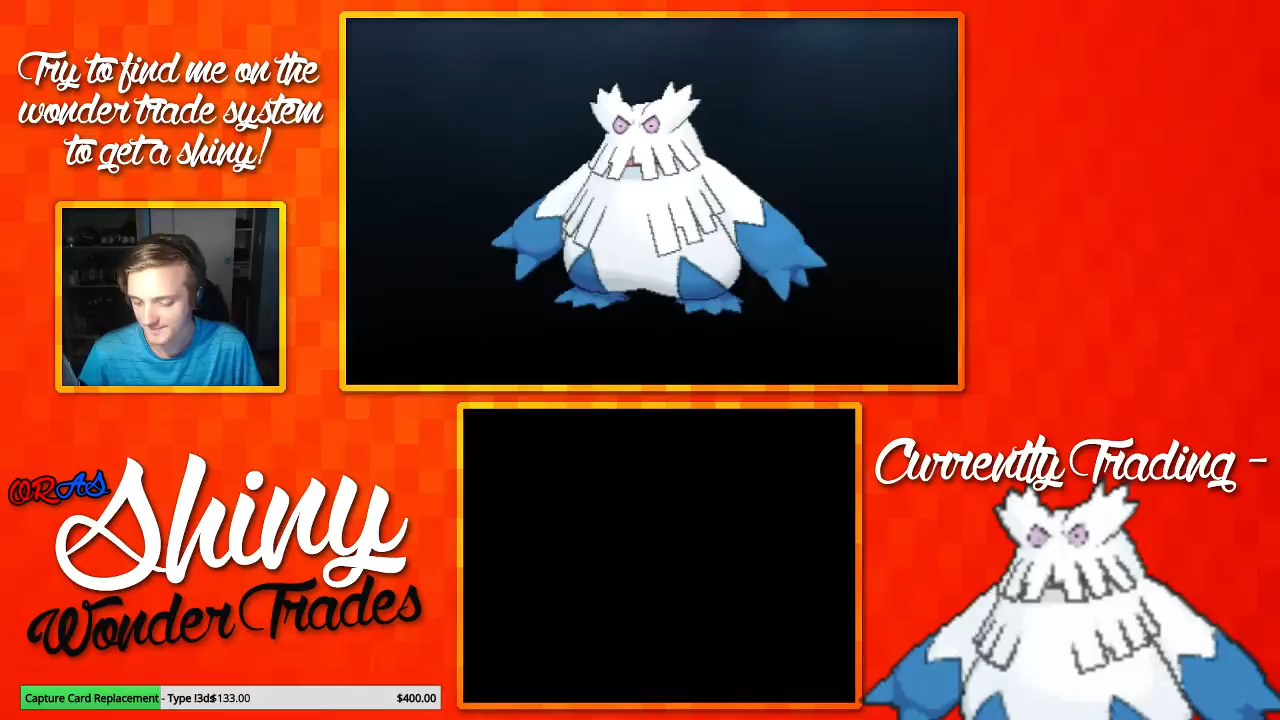 Try to find me on the
wonder trade system
to get a shiny!
ORAS
Shiny
Wonder Trades
Currently Trading -
Capture Card Replacement - Type !3ds $133.00 $400.00